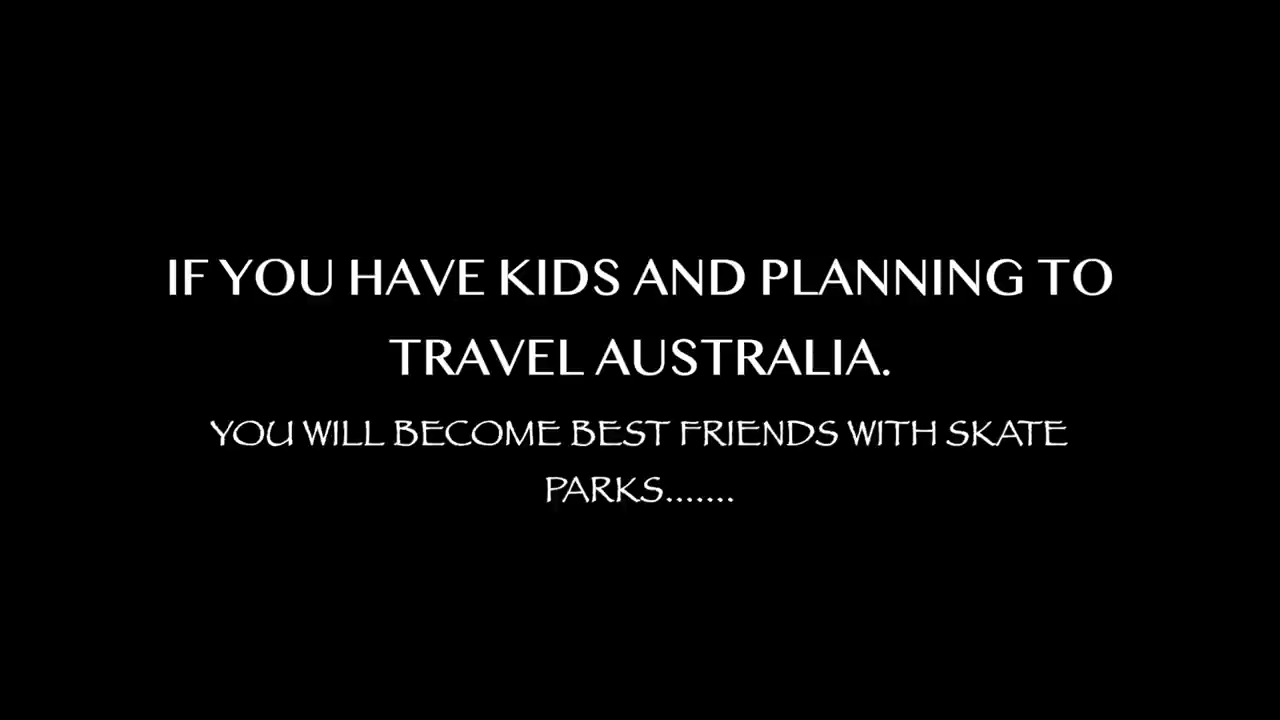 IF YOU HAVE KIDS AND PLANNING TO
TRAVEL AUSTRALIA.
YOU WILL BECOME BEST FRIENDS WITH SKATE
PARKS.......